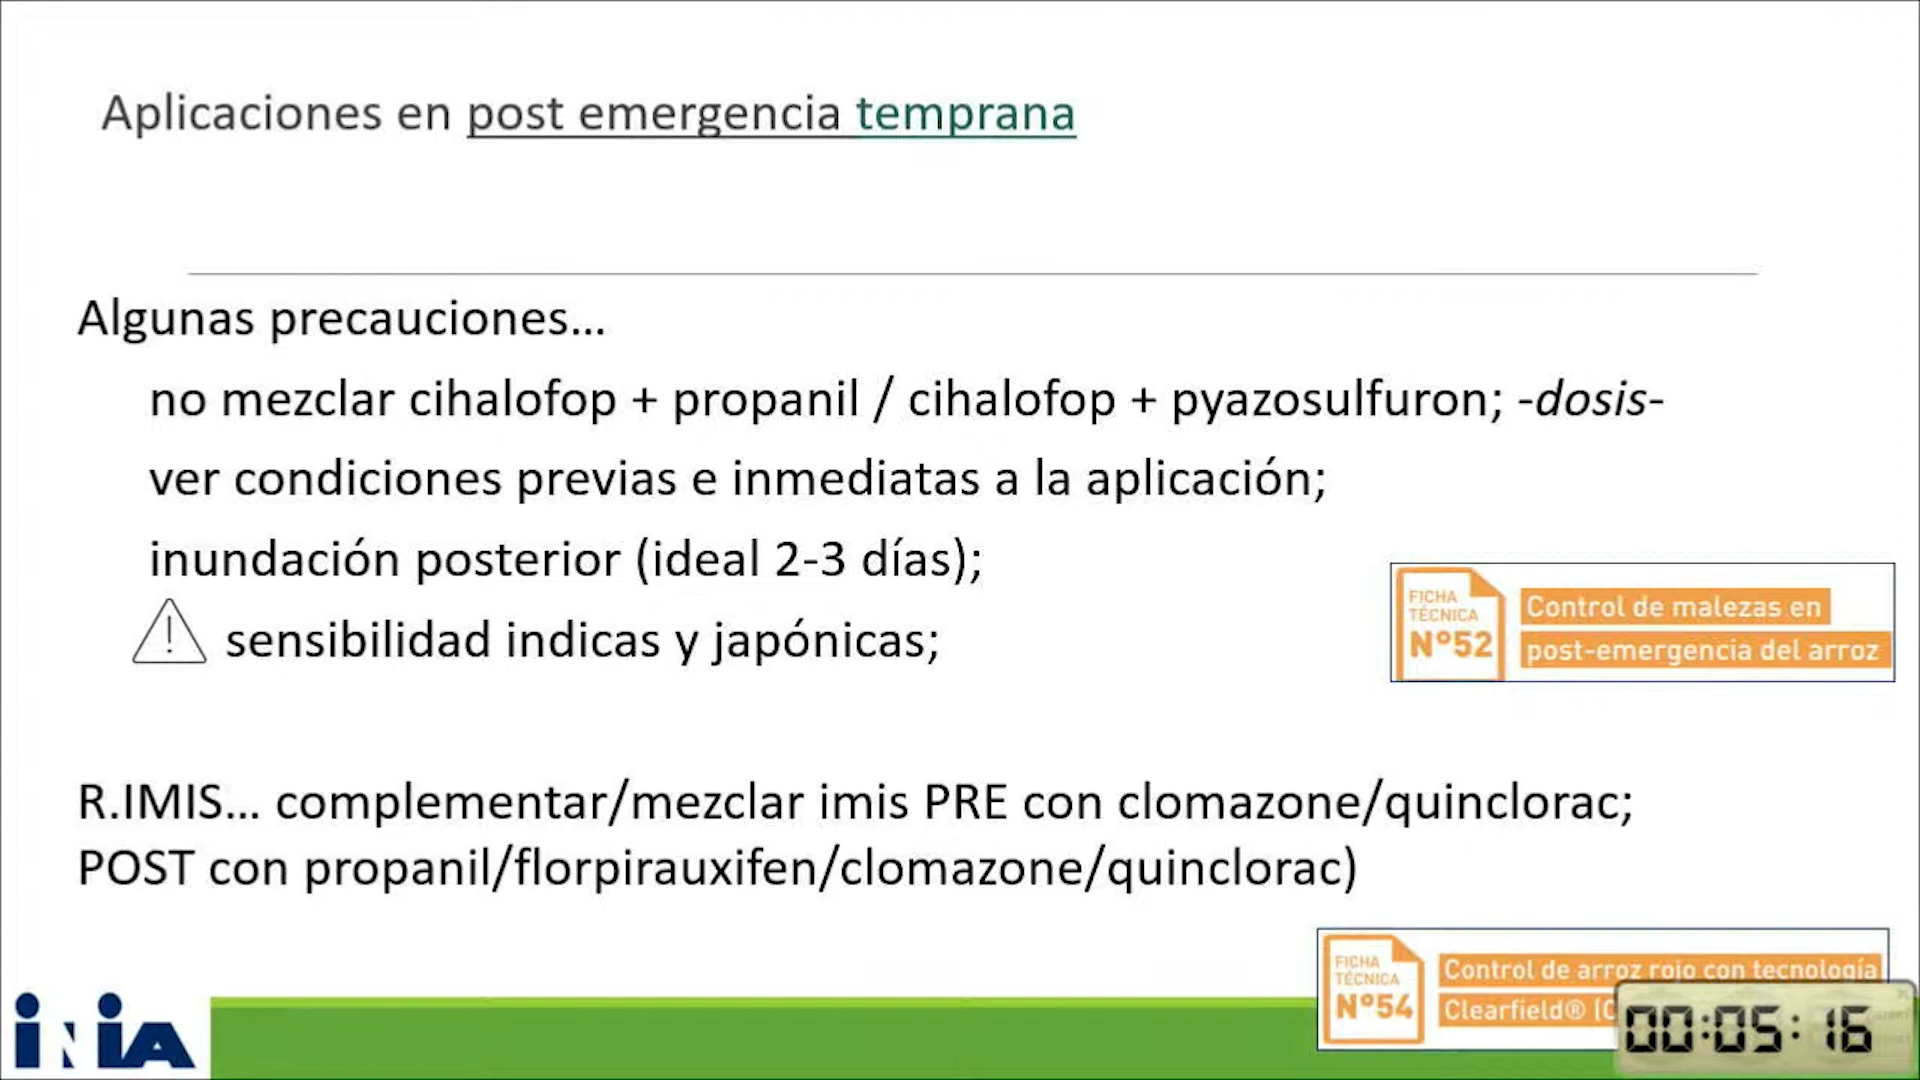 Aplicaciones en post emergencia temprana
Algunas precauciones...
no mezclar cihalofop + propanil / cihalofop + pyazosulfuron; -dosis-
ver condiciones previas e inmediatas a la aplicación;
inundación posterior (ideal 2-3 días);
! sensibilidad indicas y japónicas;
FICHA
TÉCNICA
N°52
Control de malezas en
post-emergencia del arroz
R.IMIS... complementar/mezclar imis PRE con clomazone/quinclorac;
POST con propanil/florpirauxifen/clomazone/quinclorac)
FICHA
TÉCNICA
N°54
Control de arroz rojo con tecnología
Clearfield® (C
00:05:16
iNiA